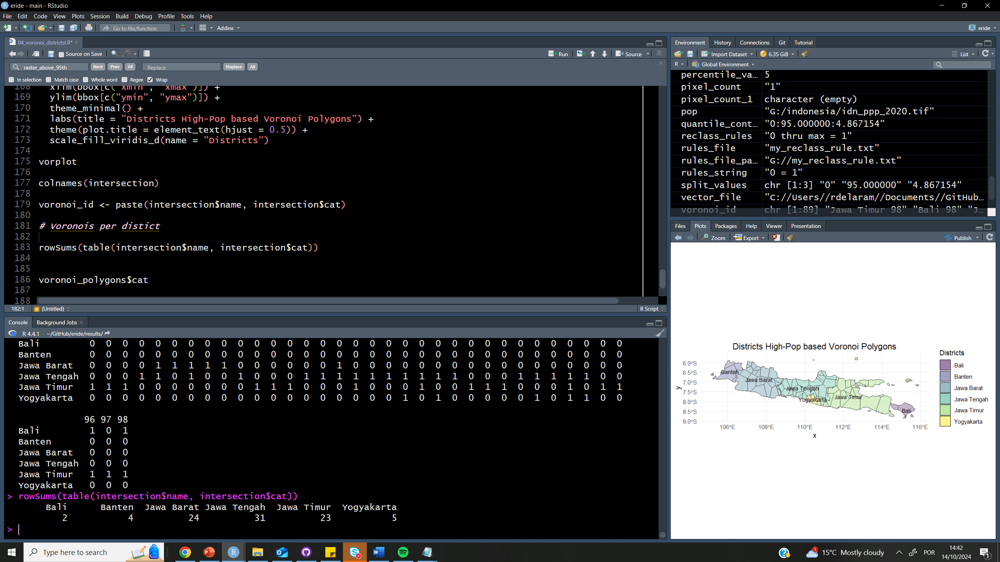 eride - main - RStudio
File Edit Code View Plots Session Build Debug Profile Tools Help
Go to file/function Addins eride
04_voronoi_districtsl.R*
Source on Save Run Source
raster_above_95th Next Prev All Replace Replace All
In selection Match case Whole word Regex Wrap
168 xlim(bbox[c("xmin", "xmax")]) +
169 ylim(bbox[c("ymin", "ymax")]) +
170 theme_minimal() +
171 labs(title = "Districts High-Pop based Voronoi Polygons") +
172 theme(plot.title = element_text(hjust = 0.5)) +
173 scale_fill_viridis_d(name = "Districts")
174
175 vorplot
176
177 colnames(intersection)
178
179 voronoi_id <- paste(intersection$name, intersection$cat)
180
181 # Voronois per distict
182
183 rowSums(table(intersection$name, intersection$cat))
184
185
186 voronoi_polygons$cat
187
188
182:1 # (Untitled) R Script
Console Background Jobs
R 4.4.1 · ~/GitHub/eride/results/
Bali 0 0 0 0 0 0 0 0 0 0 0 0 0 0 0 0 0 0 0 0 0 0 0 0 0 0 0 0 0 0 0 0 0
Banten 0 0 0 0 0 0 0 0 0 0 0 0 0 0 0 0 0 0 0 0 0 0 0 0 0 0 0 0 0 0 0 0 0
Jawa Barat 0 0 0 0 1 1 1 1 1 0 0 0 0 0 0 1 0 0 0 0 0 0 0 0 0 0 0 0 0 0 0 0 0
Jawa Tengah 0 0 0 1 1 0 1 0 0 1 0 0 0 1 1 1 1 1 1 1 1 1 1 0 0 0 1 1 1 1 1 0 0
Jawa Timur 1 1 1 0 0 0 0 0 0 0 1 1 1 0 0 0 1 0 0 0 1 0 0 1 1 1 0 0 0 1 0 1 1
Yogyakarta 0 0 0 0 0 0 0 0 0 0 0 0 0 0 0 0 0 0 0 1 0 1 0 0 0 0 0 1 0 1 1 0 0
96 97 98
Bali 1 0 1
Banten 0 0 0
Jawa Barat 0 0 0
Jawa Tengah 0 0 0
Jawa Timur 1 1 1
Yogyakarta 0 0 0
> rowSums(table(intersection$name, intersection$cat))
Bali Banten Jawa Barat Jawa Tengah Jawa Timur Yogyakarta
2 4 24 31 23 5
>
Environment History Connections Git Tutorial
Import Dataset 6.35 GiB List
R Global Environment
percentile_va… 5
pixel_count "1"
pixel_count_1 character (empty)
pop "G:/indonesia/idn_ppp_2020.tif"
quantile_cont… "0:95.000000:4.867154"
reclass_rules "0 thru max = 1"
rules_file "my_reclass_rule.txt"
rules_file_pa… "G://my_reclass_rule.txt"
rules_string "0 = 1"
split_values chr [1:3] "0" "95.000000" "4.867154"
vector_file "C://Users//rdelaram//Documents//GitHub…
voronoi_id chr [1:89] "Jawa Timur 98" "Bali 98" "J…
Files Plots Packages Help Viewer Presentation
Zoom Export Publish
Districts High-Pop based Voronoi Polygons
Districts
Bali
Banten
Jawa Barat
Jawa Tengah
Jawa Timur
Yogyakarta
6.0°S
6.5°S
7.0°S
7.5°S
8.0°S
8.5°S
9.0°S
y
Banten
Jawa Barat
Jawa Tengah
Yogyakarta
Jawa Timur
Bali
106°E 108°E 110°E 112°E 114°E 116°E
x
Type here to search
1 15°C Mostly cloudy POR
14:42
14/10/2024
1